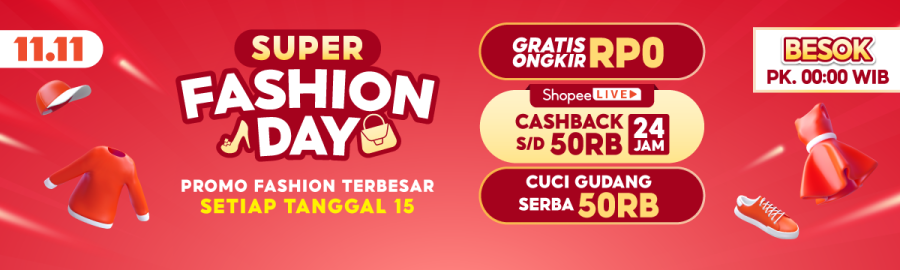 11.11
SUPER
FASHION
DAY
PROMO FASHION TERBESAR
SETIAP TANGGAL 15
GRATIS
ONGKIR RP0
Shopee LIVE
CASHBACK
S/D 50RB
24
JAM
CUCI GUDANG
SERBA 50RB
BESOK
PK. 00:00 WIB